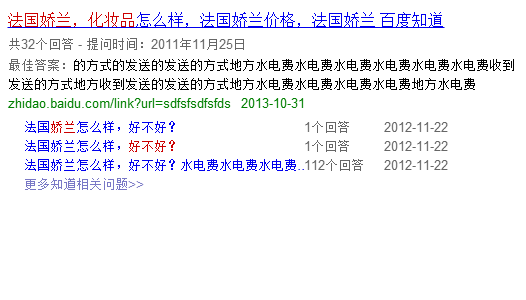 法国娇兰，化妆品怎么样，法国娇兰价格，法国娇兰 百度知道
共32个回答 - 提问时间：2011年11月25日
最佳答案：的方式的发送的发送的方式地方水电费水电费水电费水电费水电费水电费收到
发送的方式地方收到发送的方式地方水电费水电费水电费水电费地方水电费
zhidao.baidu.com/link?url=sdfsfsdfsfds 2013-10-31
法国娇兰怎么样，好不好？ 1个回答 2012-11-22
法国娇兰怎么样，好不好？ 1个回答 2012-11-22
法国娇兰怎么样，好不好？水电费水电费水电费... 112个回答 2012-11-22
更多知道相关问题>>